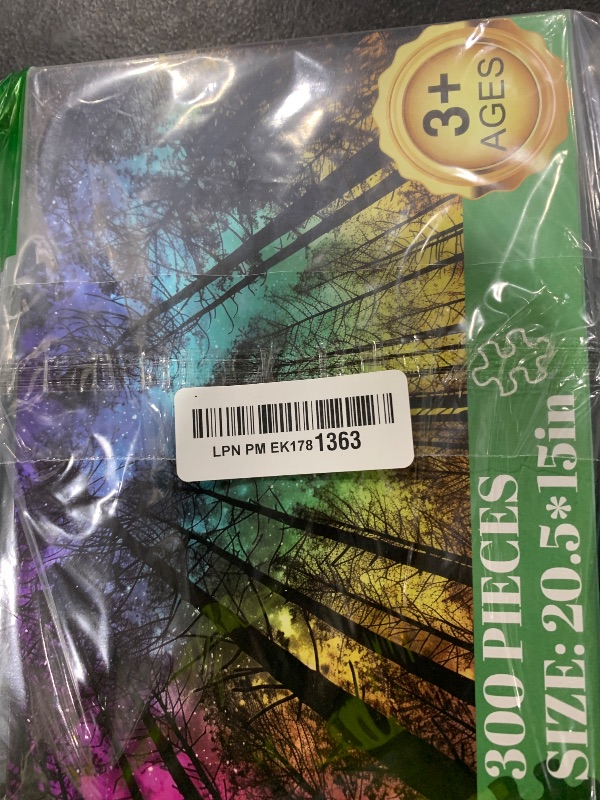 3+
AGES
LPN PM EK1781363
300 PIECES
SIZE: 20.5*15in